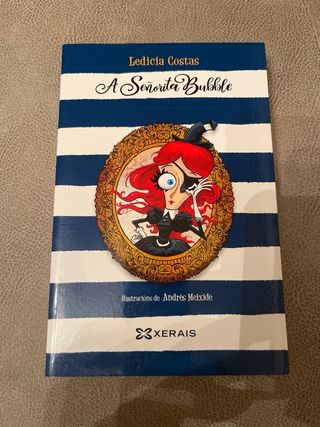 Ledicia Costas
A Señorita Bubble
Ilustracións de Andrés Meixide
XERAIS